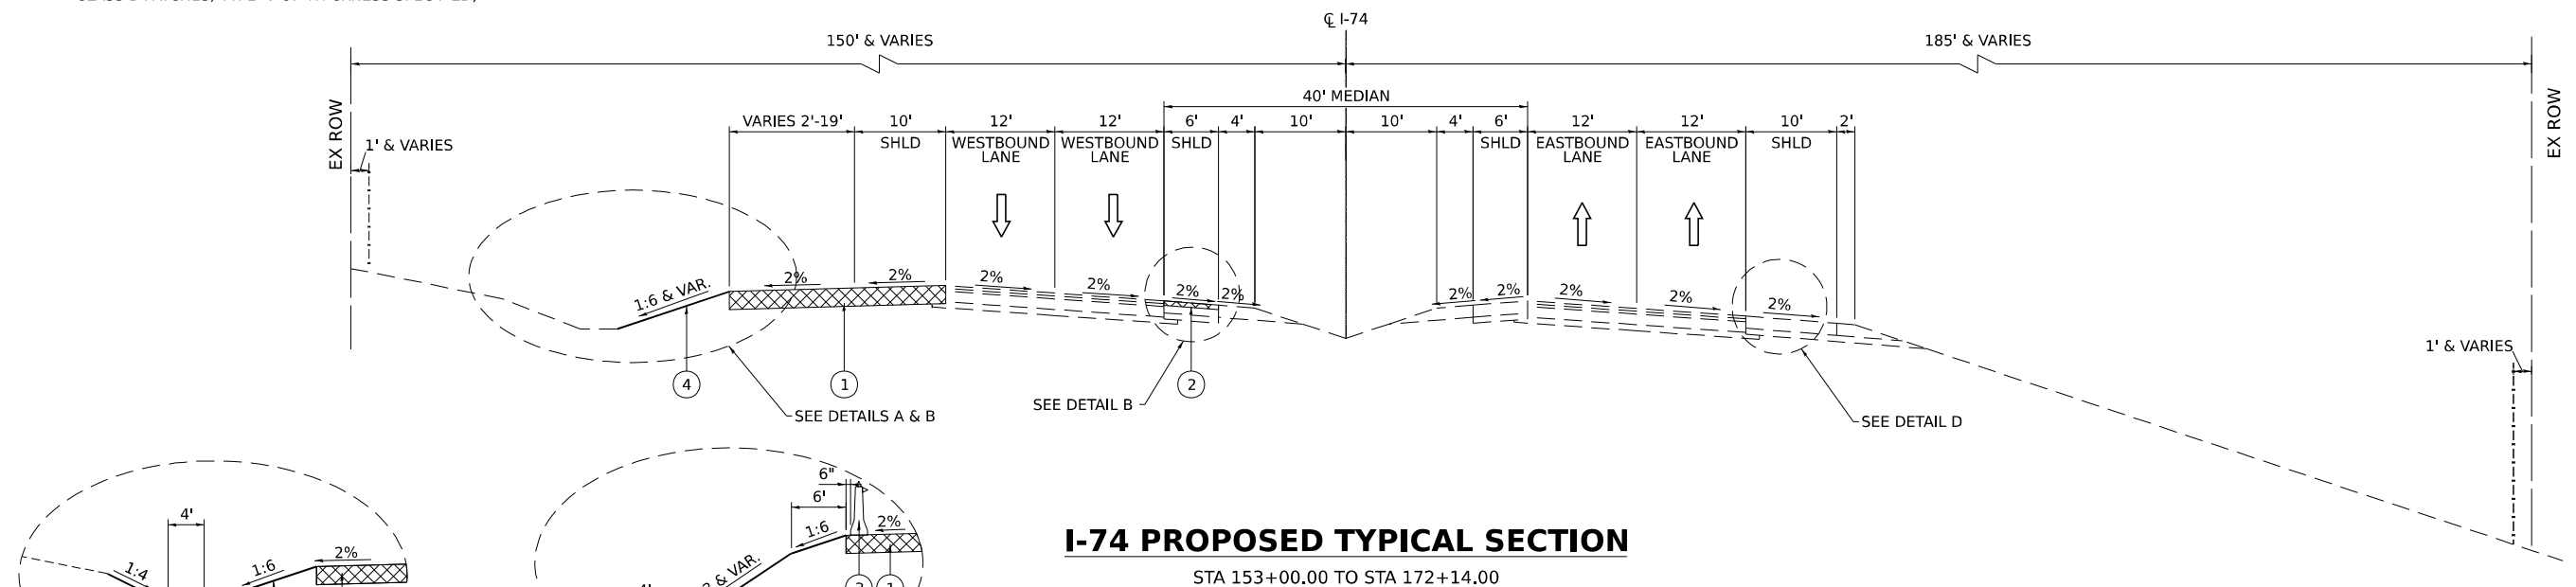 ℄ I-74
150' & VARIES
185' & VARIES
EX ROW
EX ROW
40' MEDIAN
VARIES 2'-19' 10' 12' 12' 6' 4' 10' 10' 4' 6' 12' 12' 10' 2'
SHLD WESTBOUND LANE WESTBOUND LANE SHLD SHLD EASTBOUND LANE EASTBOUND LANE SHLD
1' & VARIES
1:6 & VAR. 2% 2% 2% 2% 2% 2% 2% 2% 2% 2% 2%
1' & VARIES
4 1 2
SEE DETAILS A & B
SEE DETAIL B
SEE DETAIL D
4'
1:4
1:6
2%
6"
6'
1:6
2%
& VAR.
1
I-74 PROPOSED TYPICAL SECTION
STA 153+00.00 TO STA 172+14.00